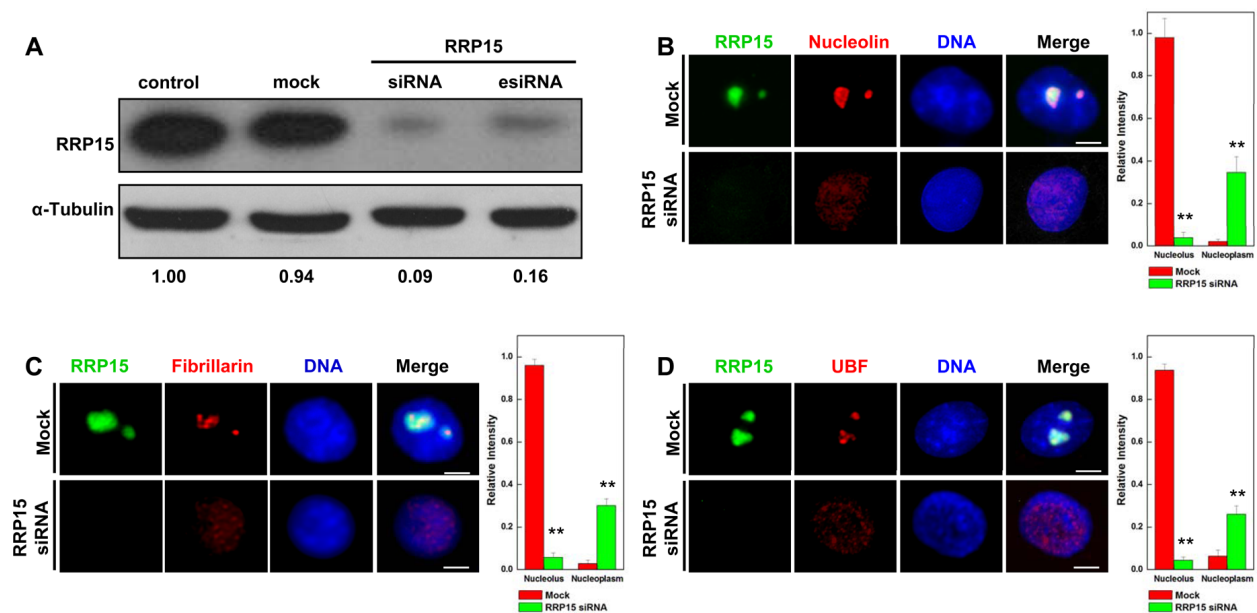 A
RRP15
control mock siRNA esiRNA
RRP15
α-Tubulin
1.00 0.94 0.09 0.16
B
RRP15 Nucleolin DNA Merge
Mock
RRP15 siRNA
Relative Intensity
1.0
0.8
0.6
0.4
0.2
0.0
**
**
Nucleolus Nucleoplasm
Mock
RRP15 siRNA
C
RRP15 Fibrillarin DNA Merge
Mock
RRP15
siRNA
Relative Intensity
1.0
0.8
0.6
0.4
0.2
0.0
**
**
Nucleolus Nucleoplasm
Mock
RRP15 siRNA
D
RRP15 UBF DNA Merge
Mock
RRP15
siRNA
Relative Intensity
1.0
0.8
0.6
0.4
0.2
0.0
**
**
Nucleolus Nucleoplasm
Mock
RRP15 siRNA